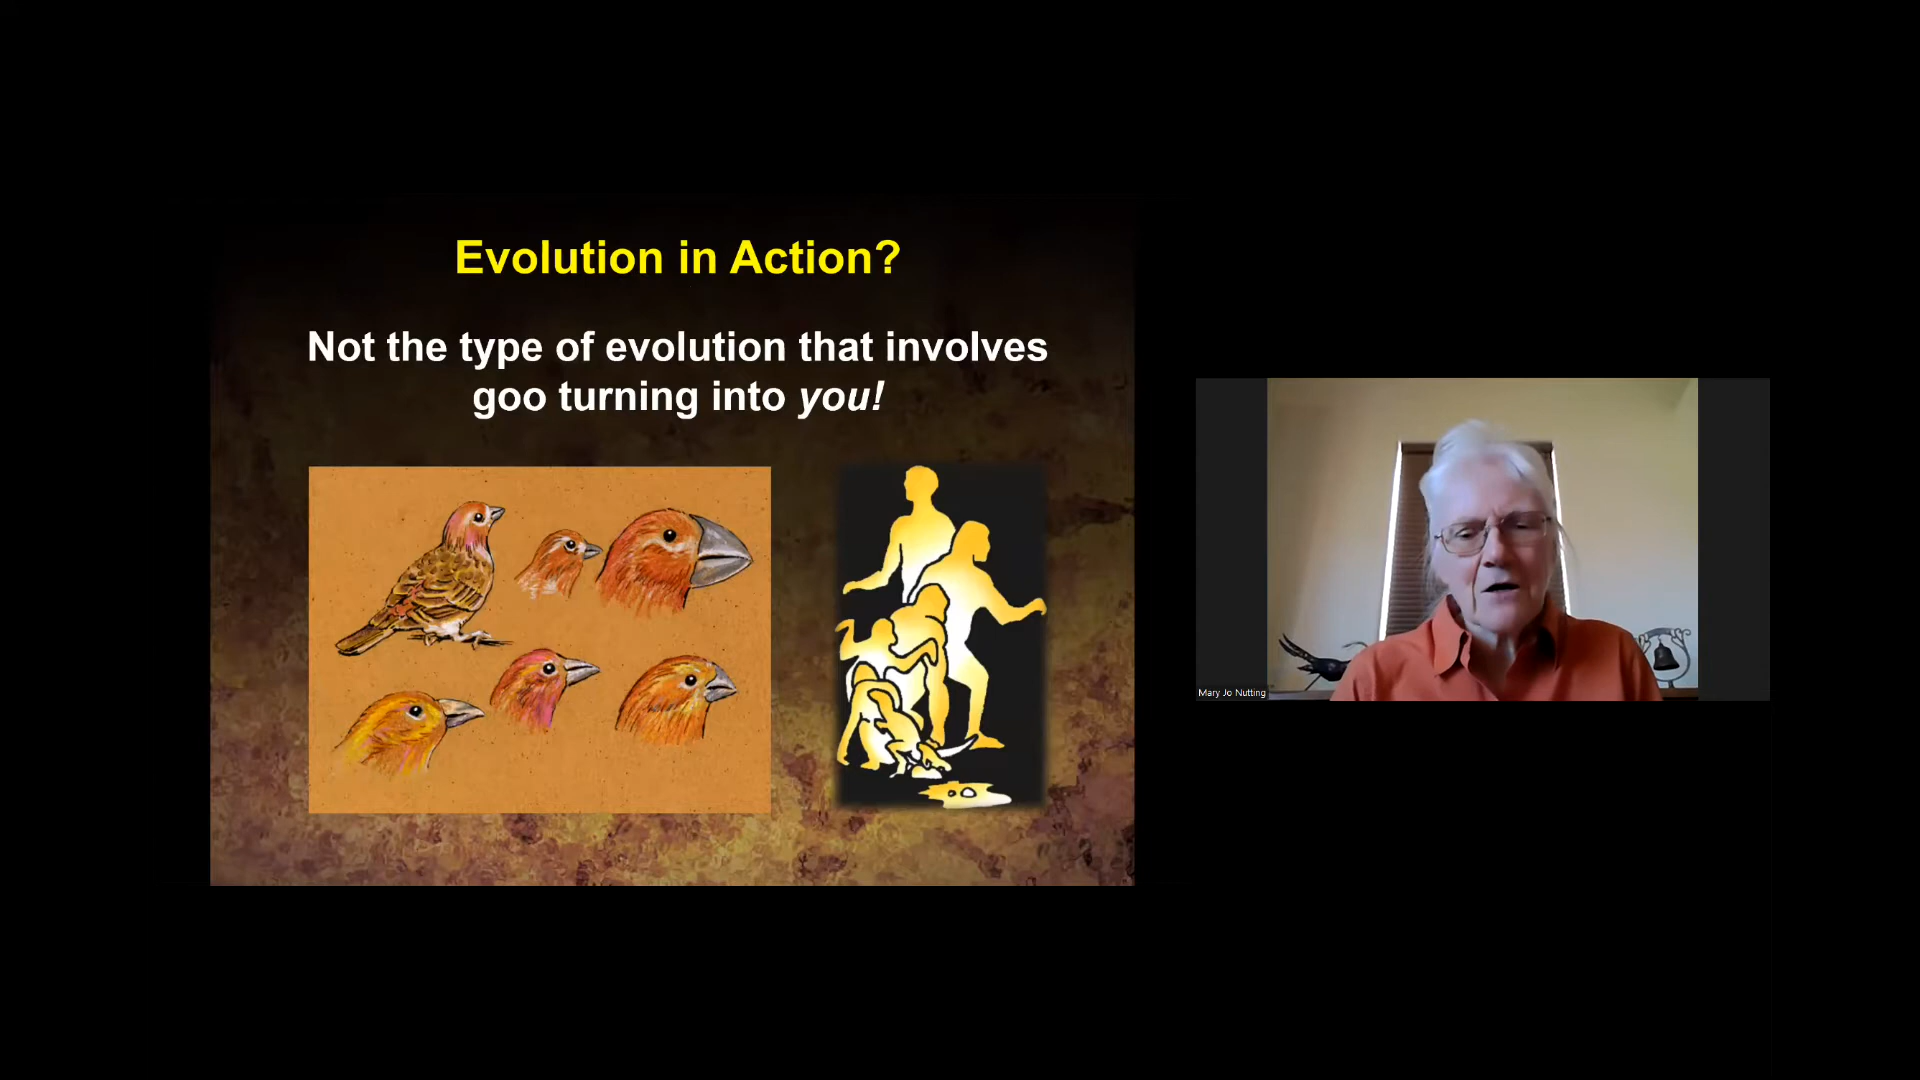 Evolution in Action?
Not the type of evolution that involves
goo turning into you!
Mary Jo Nutting